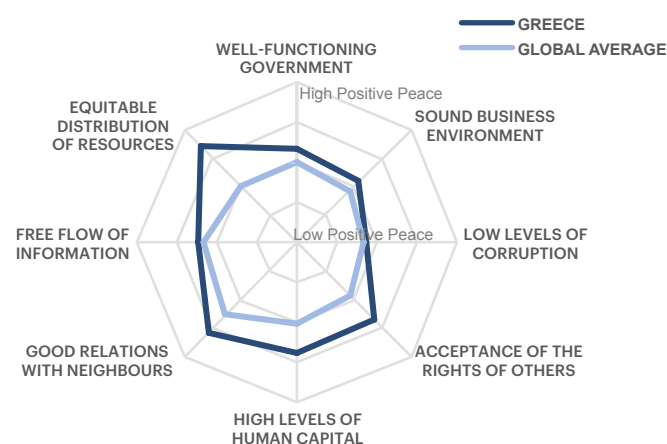 GREECE
GLOBAL AVERAGE
WELL-FUNCTIONING
GOVERNMENT
High Positive Peace
SOUND BUSINESS
ENVIRONMENT
EQUITABLE
DISTRIBUTION
OF RESOURCES
FREE FLOW OF
INFORMATION
Low Positive Peace
LOW LEVELS OF
CORRUPTION
GOOD RELATIONS
WITH NEIGHBOURS
ACCEPTANCE OF THE
RIGHTS OF OTHERS
HIGH LEVELS OF
HUMAN CAPITAL